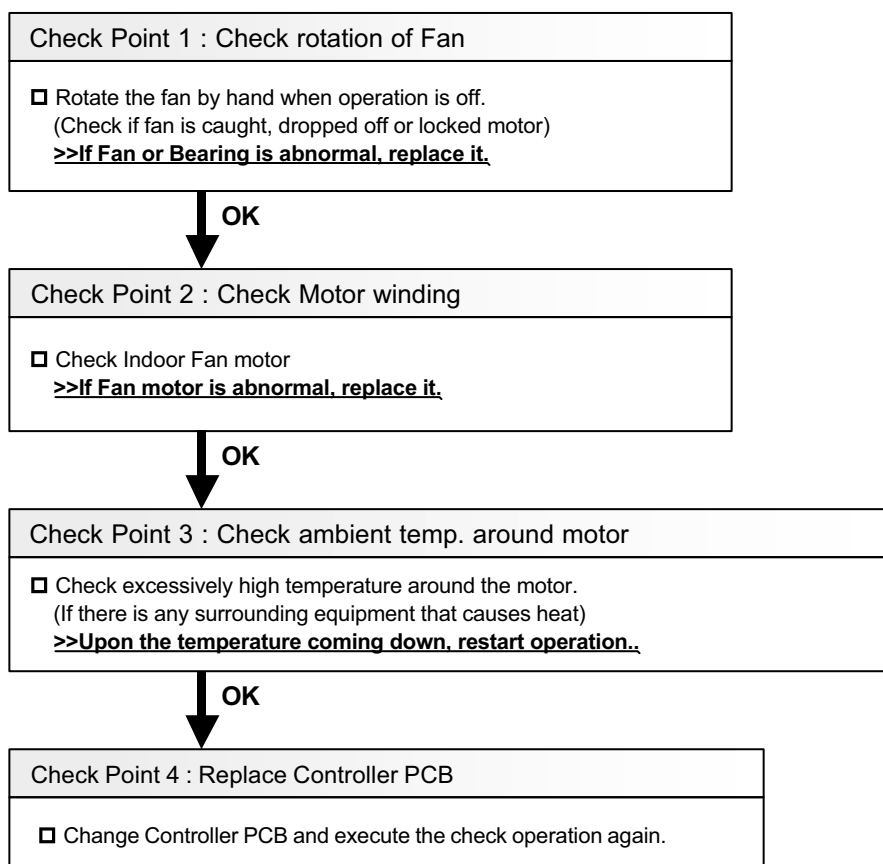 Check Point 1 : Check rotation of Fan
Rotate the fan by hand when operation is off.
(Check if fan is caught, dropped off or locked motor)
>>If Fan or Bearing is abnormal, replace it.
OK
Check Point 2 : Check Motor winding
Check Indoor Fan motor
>>If Fan motor is abnormal, replace it.
OK
Check Point 3 : Check ambient temp. around motor
Check excessively high temperature around the motor.
(If there is any surrounding equipment that causes heat)
>>Upon the temperature coming down, restart operation..
OK
Check Point 4 : Replace Controller PCB
Change Controller PCB and execute the check operation again.